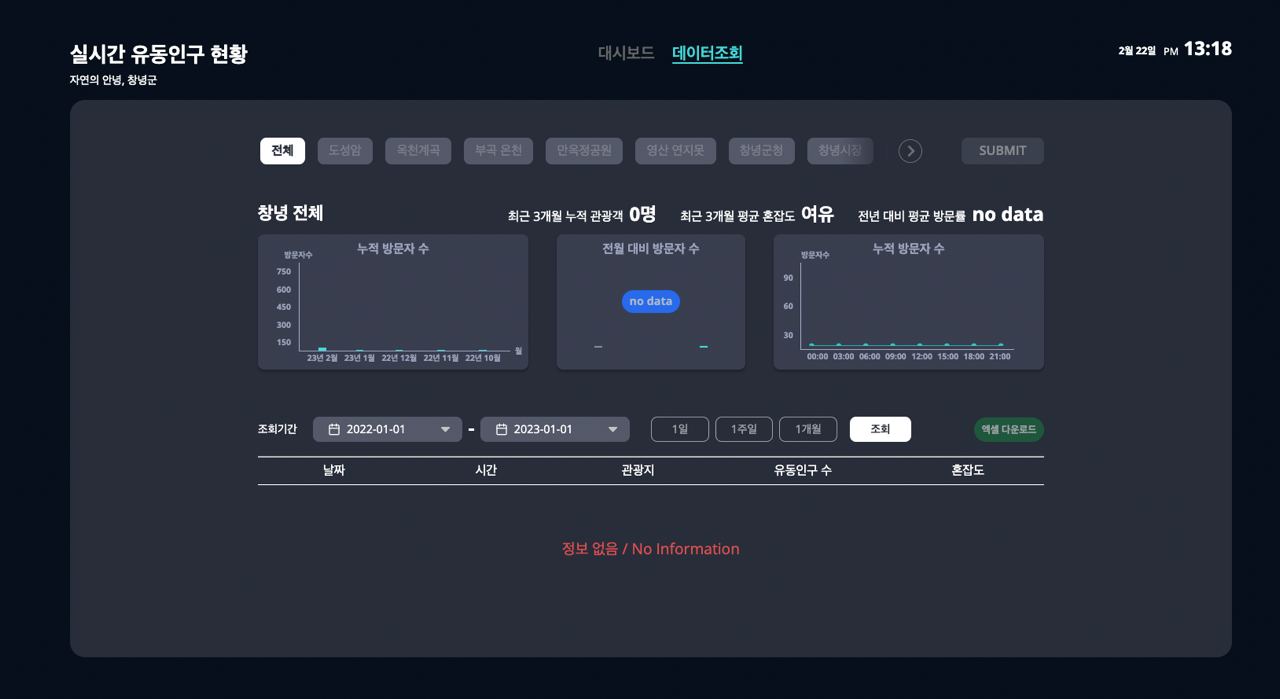 실시간 유동인구 현황
자연의 안녕, 창녕군
대시보드 데이터조회
2월 22일 PM 13:18
전체 도성암 옥천계곡 부곡 온천 만옥정공원 영산 연지못 창녕군청 창녕시장 SUBMIT
창녕 전체
최근 3개월 누적 관광객 0명 최근 3개월 평균 혼잡도 여유 전년 대비 평균 방문률 no data
누적 방문자 수
방문자수
750
600
450
300
150
23년 2월 23년 1월 22년 12월 22년 11월 22년 10월 월
전월 대비 방문자 수
no data
누적 방문자 수
방문자수
90
60
30
00:00 03:00 06:00 09:00 12:00 15:00 18:00 21:00
조회기간 2022-01-01 - 2023-01-01 1일 1주일 1개월 조회 엑셀 다운로드
날짜 시간 관광지 유동인구 수 혼잡도
정보 없음 / No Information